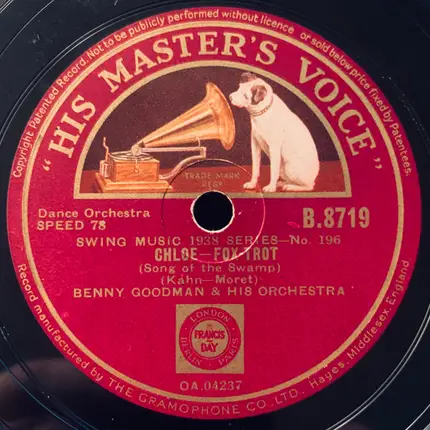 Copyright Patented Record. Not to be publicly performed without licence or sold below price fixed by Patentees.
"HIS MASTER'S VOICE"
TRADE MARK
REGD
Dance Orchestra
SPEED 78
B.8719
SWING MUSIC 1938 SERIES—No. 196
CHLOE—FOX-TROT
(Song of the Swamp)
(Kahn—Moret)
BENNY GOODMAN & HIS ORCHESTRA
LONDON
FRANCIS
DAY
BERLIN PARIS
OA.04237
Record manufactured by THE GRAMOPHONE CO., LTD., Hayes, Middlesex, England.